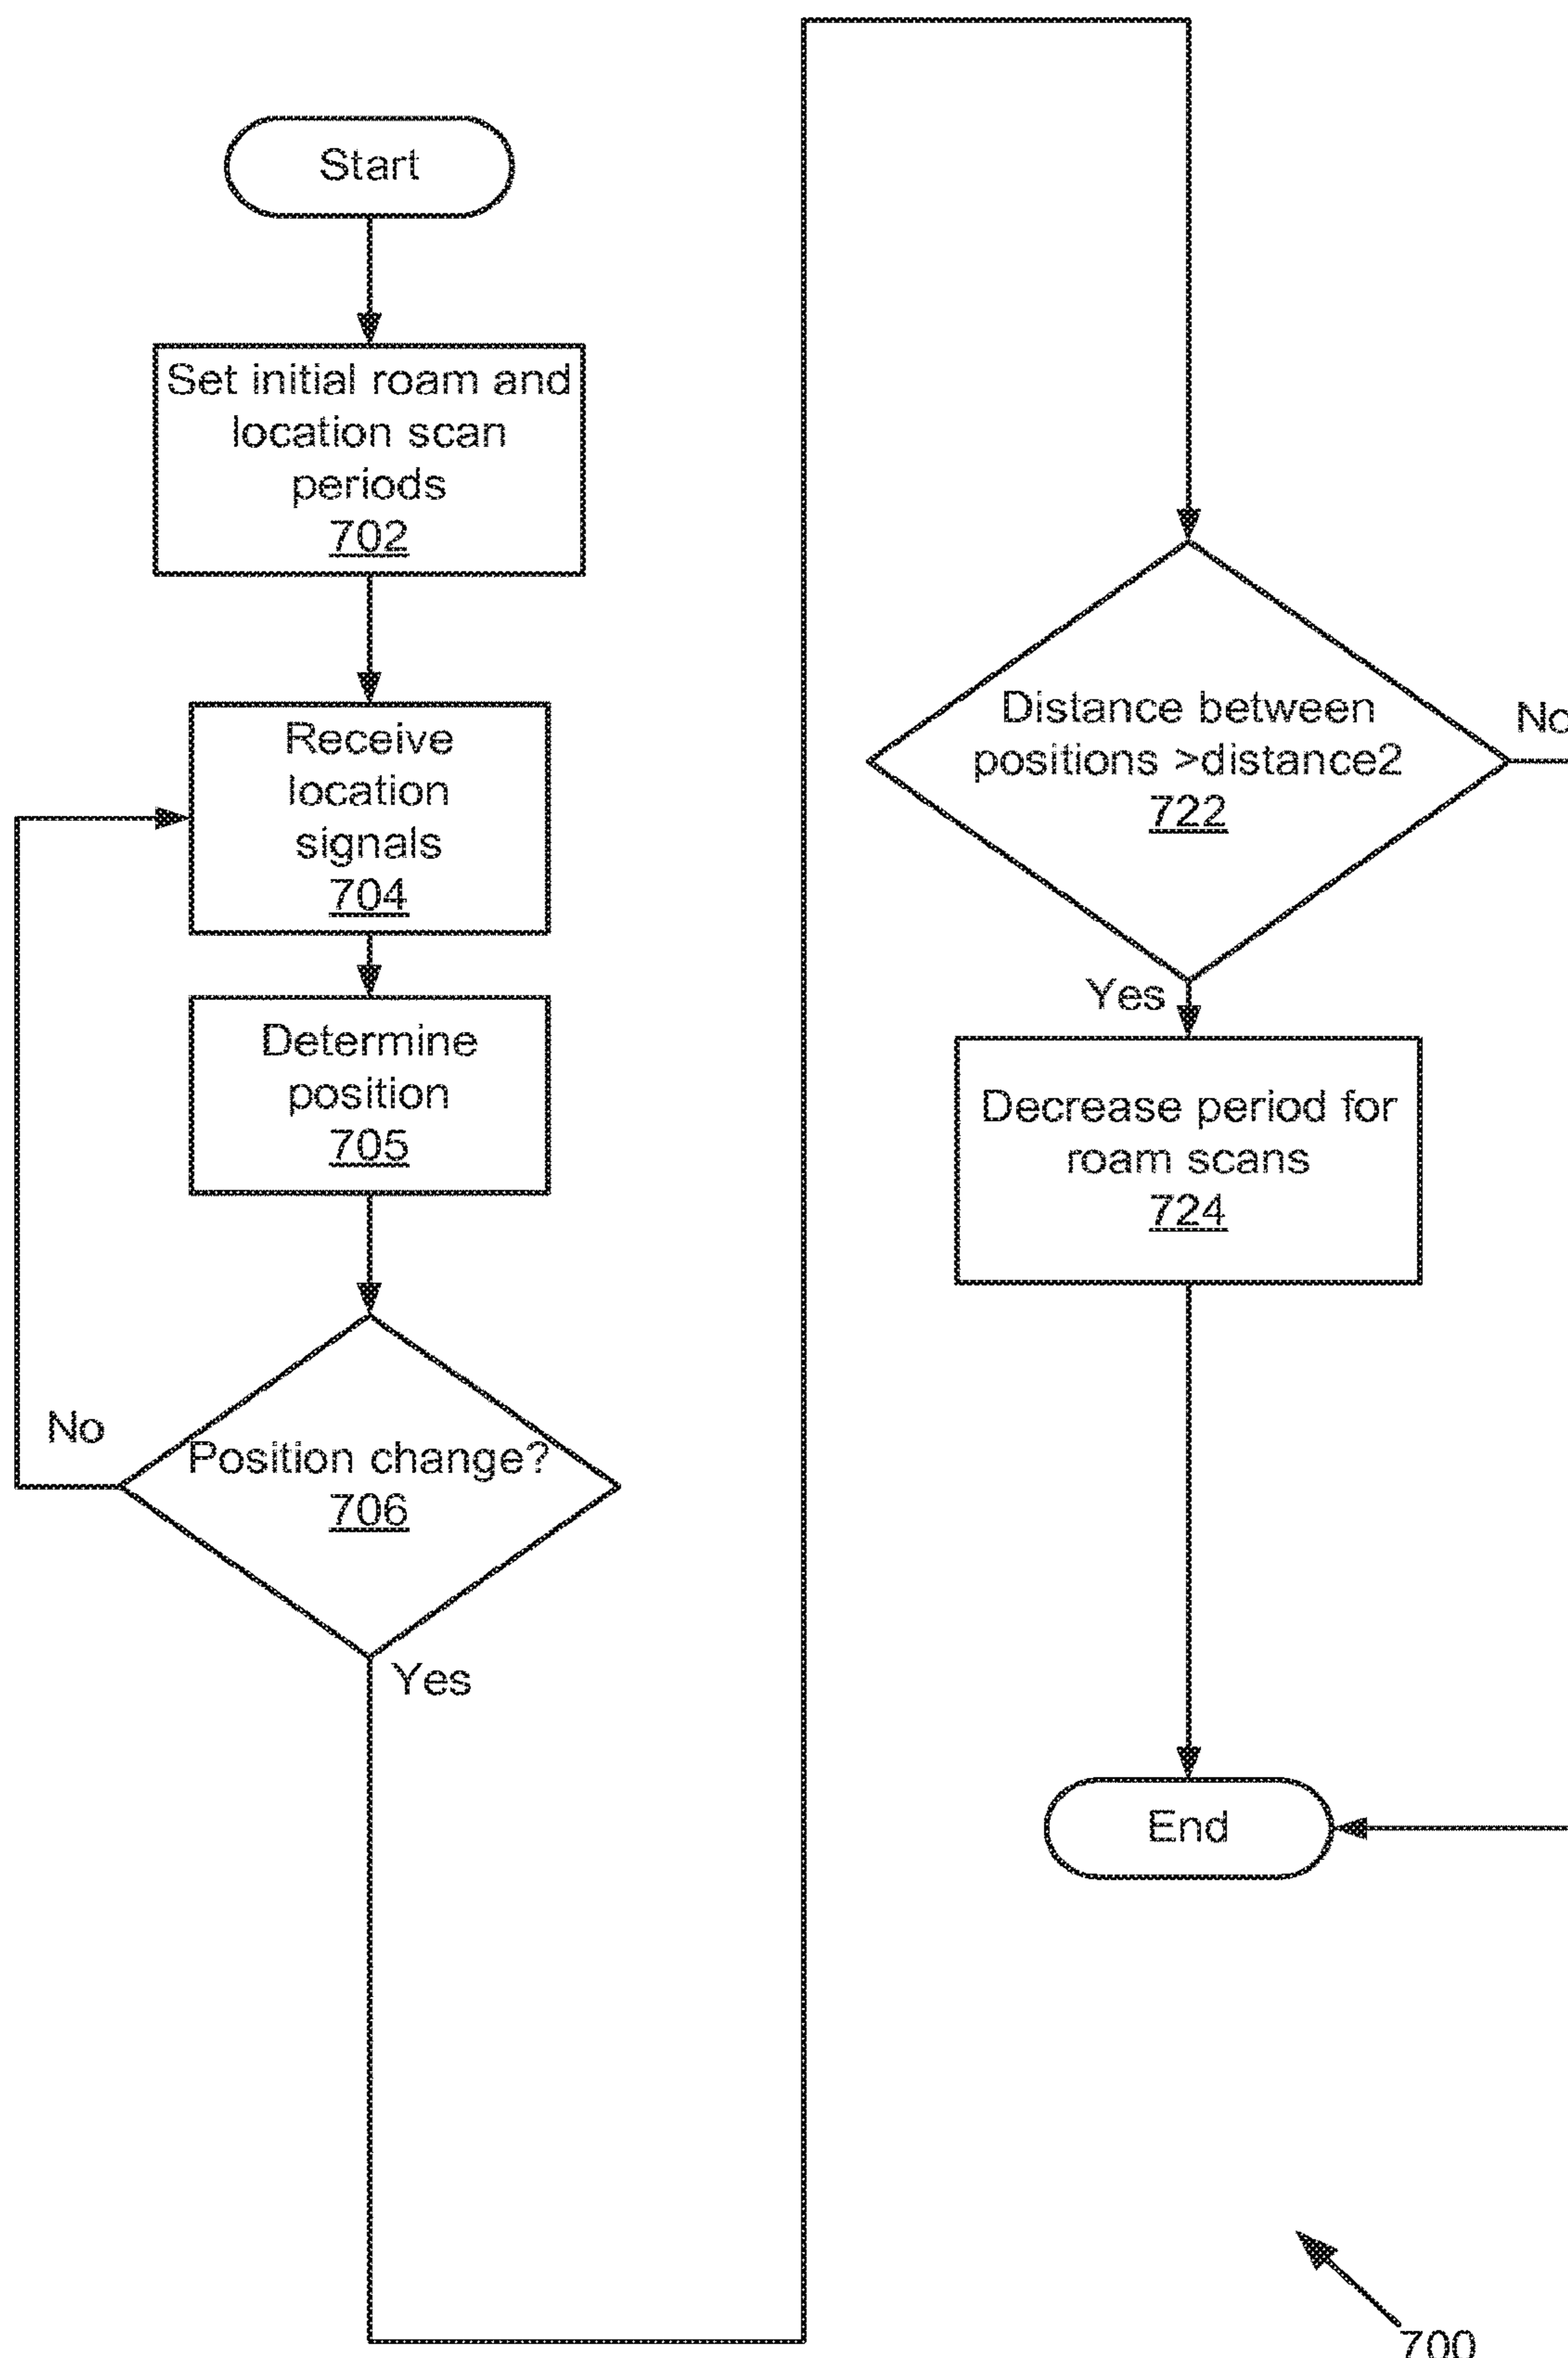 Start
Set initial roam and
location scan
periods
702
Receive
location
signals
704
Determine
position
705
No
Position change?
706
Yes
Distance between
positions >distance2
722
No
Yes
Decrease period for
roam scans
724
End
700